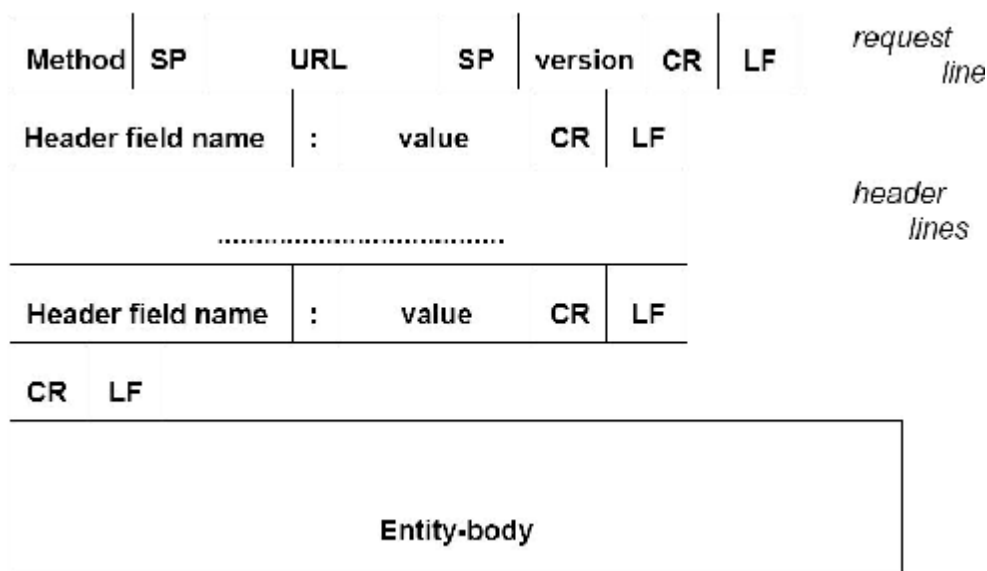 Method SP URL SP version CR LF request
line
Header field name : value CR LF
header
lines
Header field name : value CR LF
CR LF
Entity-body